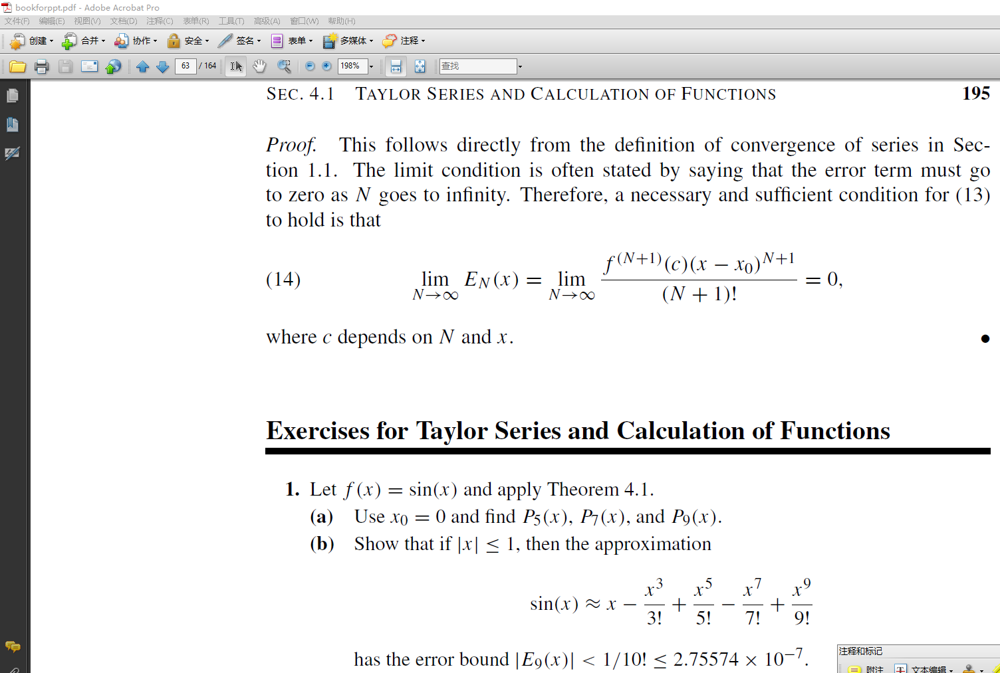 bookforppt.pdf - Adobe Acrobat Pro
文件(F) 编辑(E) 视图(V) 文档(D) 注释(C) 表单(R) 工具(T) 高级(A) 窗口(W) 帮助(H)
创建 合并 协作 安全 签名 表单 多媒体 注释
63 / 164 198% 查找
SEC. 4.1 TAYLOR SERIES AND CALCULATION OF FUNCTIONS 195
Proof. This follows directly from the definition of convergence of series in Sec-
tion 1.1. The limit condition is often stated by saying that the error term must go
to zero as N goes to infinity. Therefore, a necessary and sufficient condition for (13)
to hold is that
(14) lim_{N→∞} E_N(x) = lim_{N→∞} \frac{f^{(N+1)}(c)(x − x_0)^{N+1}}{(N + 1)!} = 0,
where c depends on N and x. •
Exercises for Taylor Series and Calculation of Functions
1. Let f(x) = sin(x) and apply Theorem 4.1.
(a) Use x_0 = 0 and find P_5(x), P_7(x), and P_9(x).
(b) Show that if |x| ≤ 1, then the approximation
sin(x) ≈ x − \frac{x^3}{3!} + \frac{x^5}{5!} − \frac{x^7}{7!} + \frac{x^9}{9!}
has the error bound |E_9(x)| < 1/10! ≤ 2.75574 × 10^{−7}.
注释和标记
附注 文本编辑